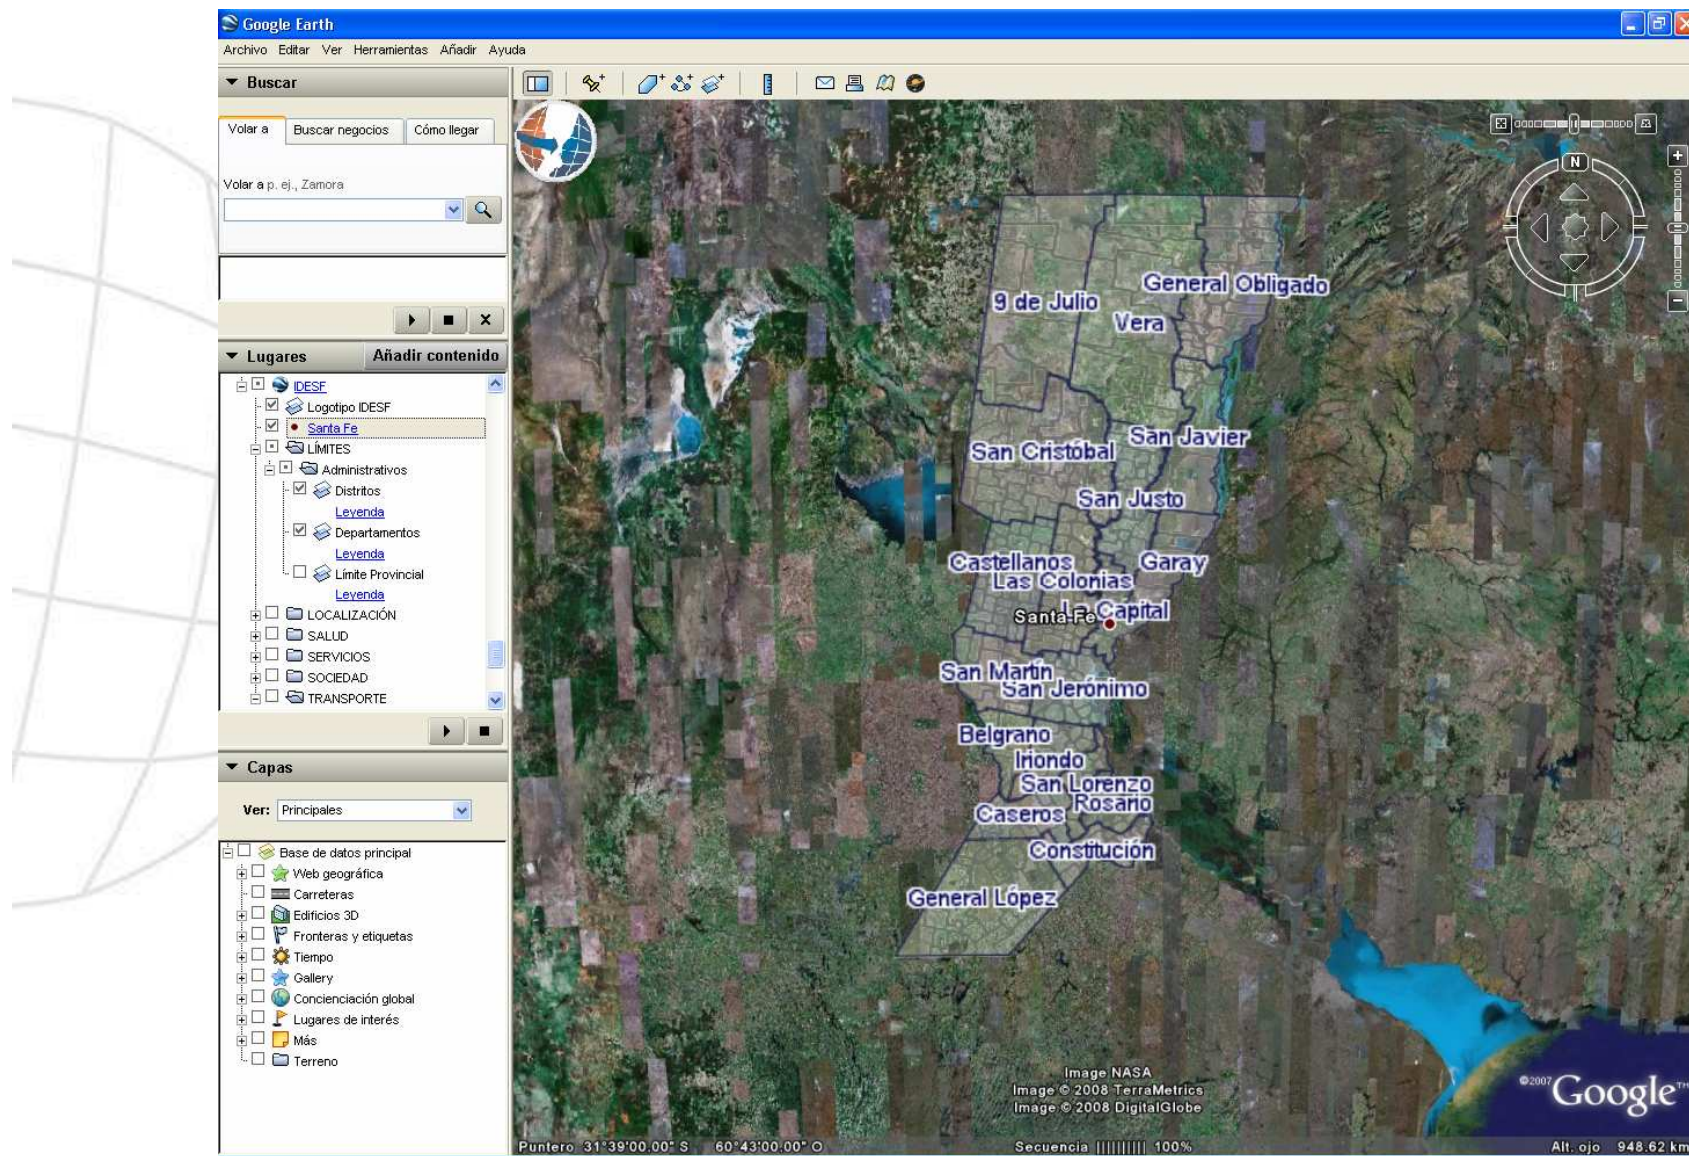 Google Earth
Archivo Editar Ver Herramientas Añadir Ayuda
Buscar
Volar a Buscar negocios Cómo llegar
Volar a p. ej., Zamora
Lugares Añadir contenido
IDESF
Logotipo IDESF
Santa Fe
LÍMITES
Administrativos
Distritos
Leyenda
Departamentos
Leyenda
Límite Provincial
Leyenda
LOCALIZACIÓN
SALUD
SERVICIOS
SOCIEDAD
TRANSPORTE
Capas
Ver: Principales
Base de datos principal
Web geográfica
Carreteras
Edificios 3D
Fronteras y etiquetas
Tiempo
Gallery
Concienciación global
Lugares de interés
Más
Terreno
N
General Obligado
9 de Julio
Vera
San Javier
San Cristóbal
San Justo
Castellanos
Garay
Las Colonias
La Capital
Santa Fe
San Martín
San Jerónimo
Belgrano
Iriondo
San Lorenzo
Rosario
Caseros
Constitución
General López
Image NASA
Image © 2008 TerraMetrics
Image © 2008 DigitalGlobe
©2007 Google™
Puntero 31°39'00.00" S 60°43'00.00" O
Secuencia |||||||||| 100%
Alt. ojo 948.62 km